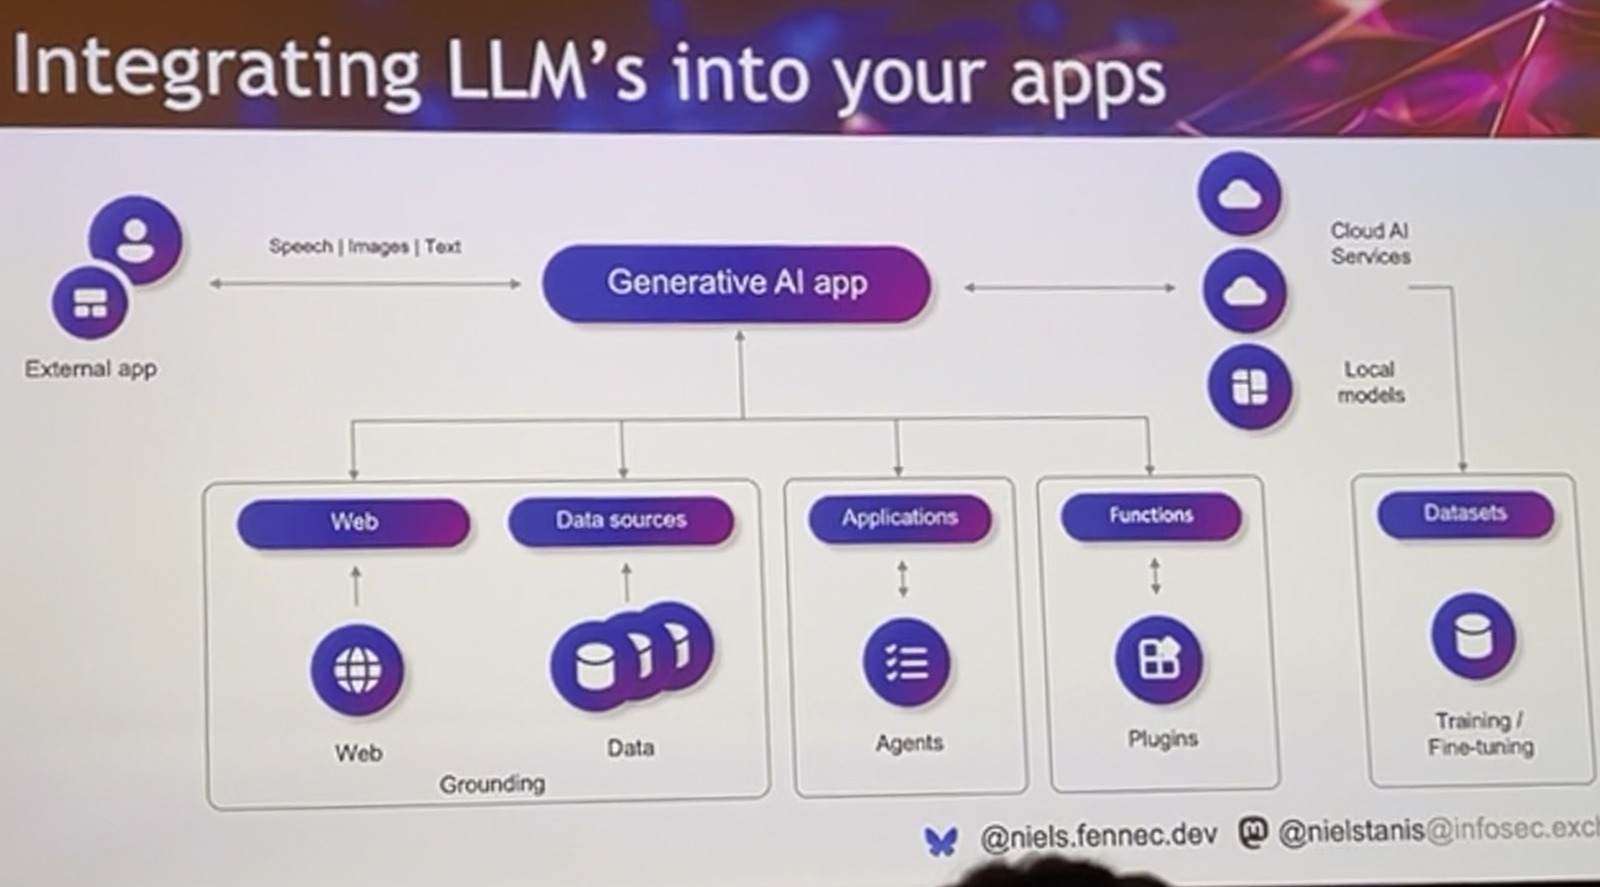 Integrating LLM's into your apps
Speech | Images | Text
Generative AI app
Cloud AI
Services
External app
Local
models
Web
Data sources
Applications
Functions
Datasets
Web
Data
Agents
Plugins
Training /
Fine-tuning
Grounding
@niels.fennec.dev
@nielstanis@infosec.exc